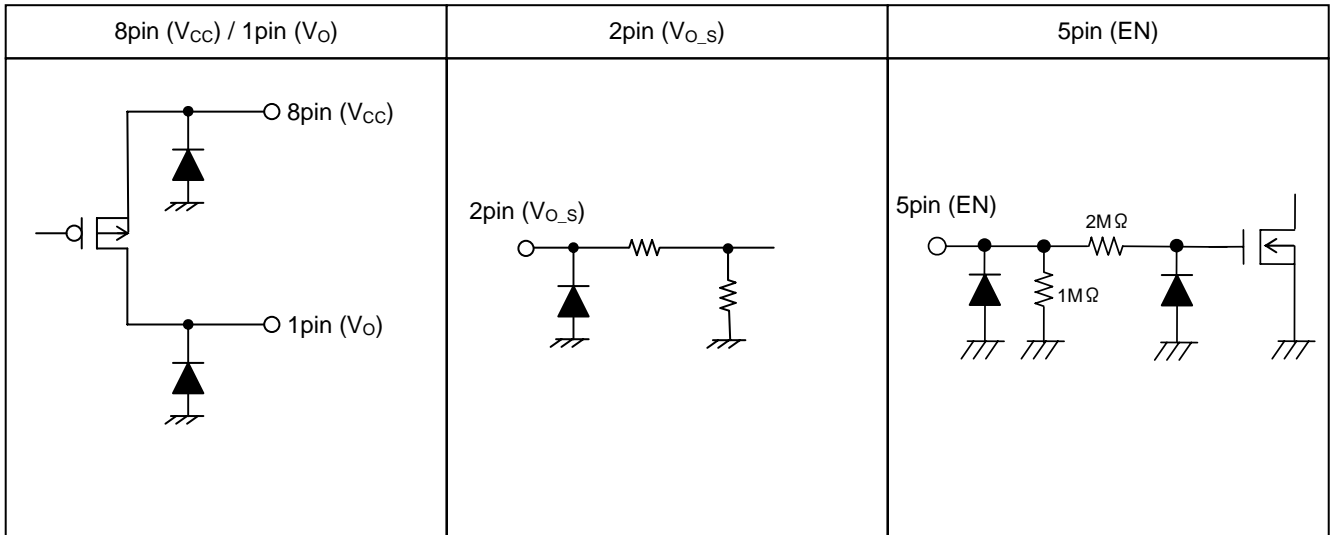 8pin (VCC) / 1pin (VO)
2pin (VO_S)
5pin (EN)
8pin (VCC)
1pin (VO)
2pin (VO_S)
5pin (EN)
2MΩ
1MΩ